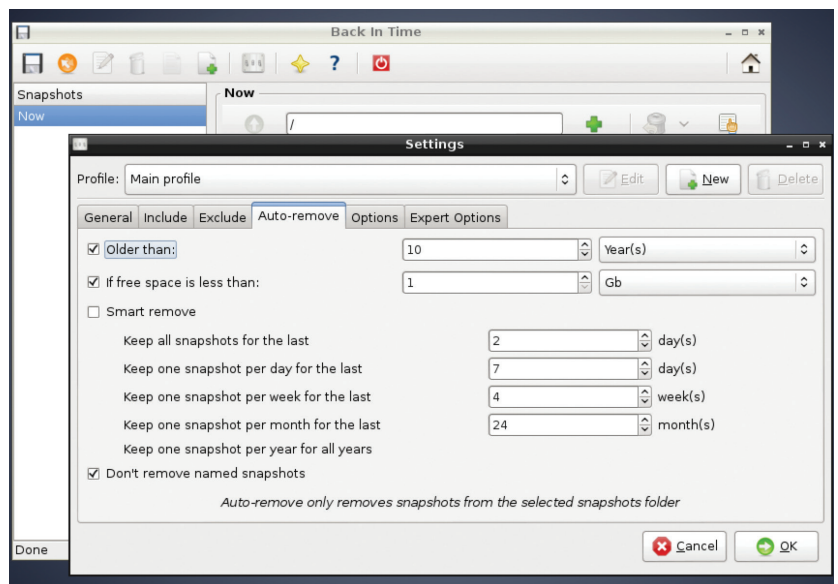 Back In Time
Snapshots
Now
Now
/
Settings
Profile: Main profile Edit New Delete
General Include Exclude Auto-remove Options Expert Options
Older than: 10 Year(s)
If free space is less than: 1 Gb
Smart remove
Keep all snapshots for the last 2 day(s)
Keep one snapshot per day for the last 7 day(s)
Keep one snapshot per week for the last 4 week(s)
Keep one snapshot per month for the last 24 month(s)
Keep one snapshot per year for all years
Don't remove named snapshots
Auto-remove only removes snapshots from the selected snapshots folder
Cancel OK
Done